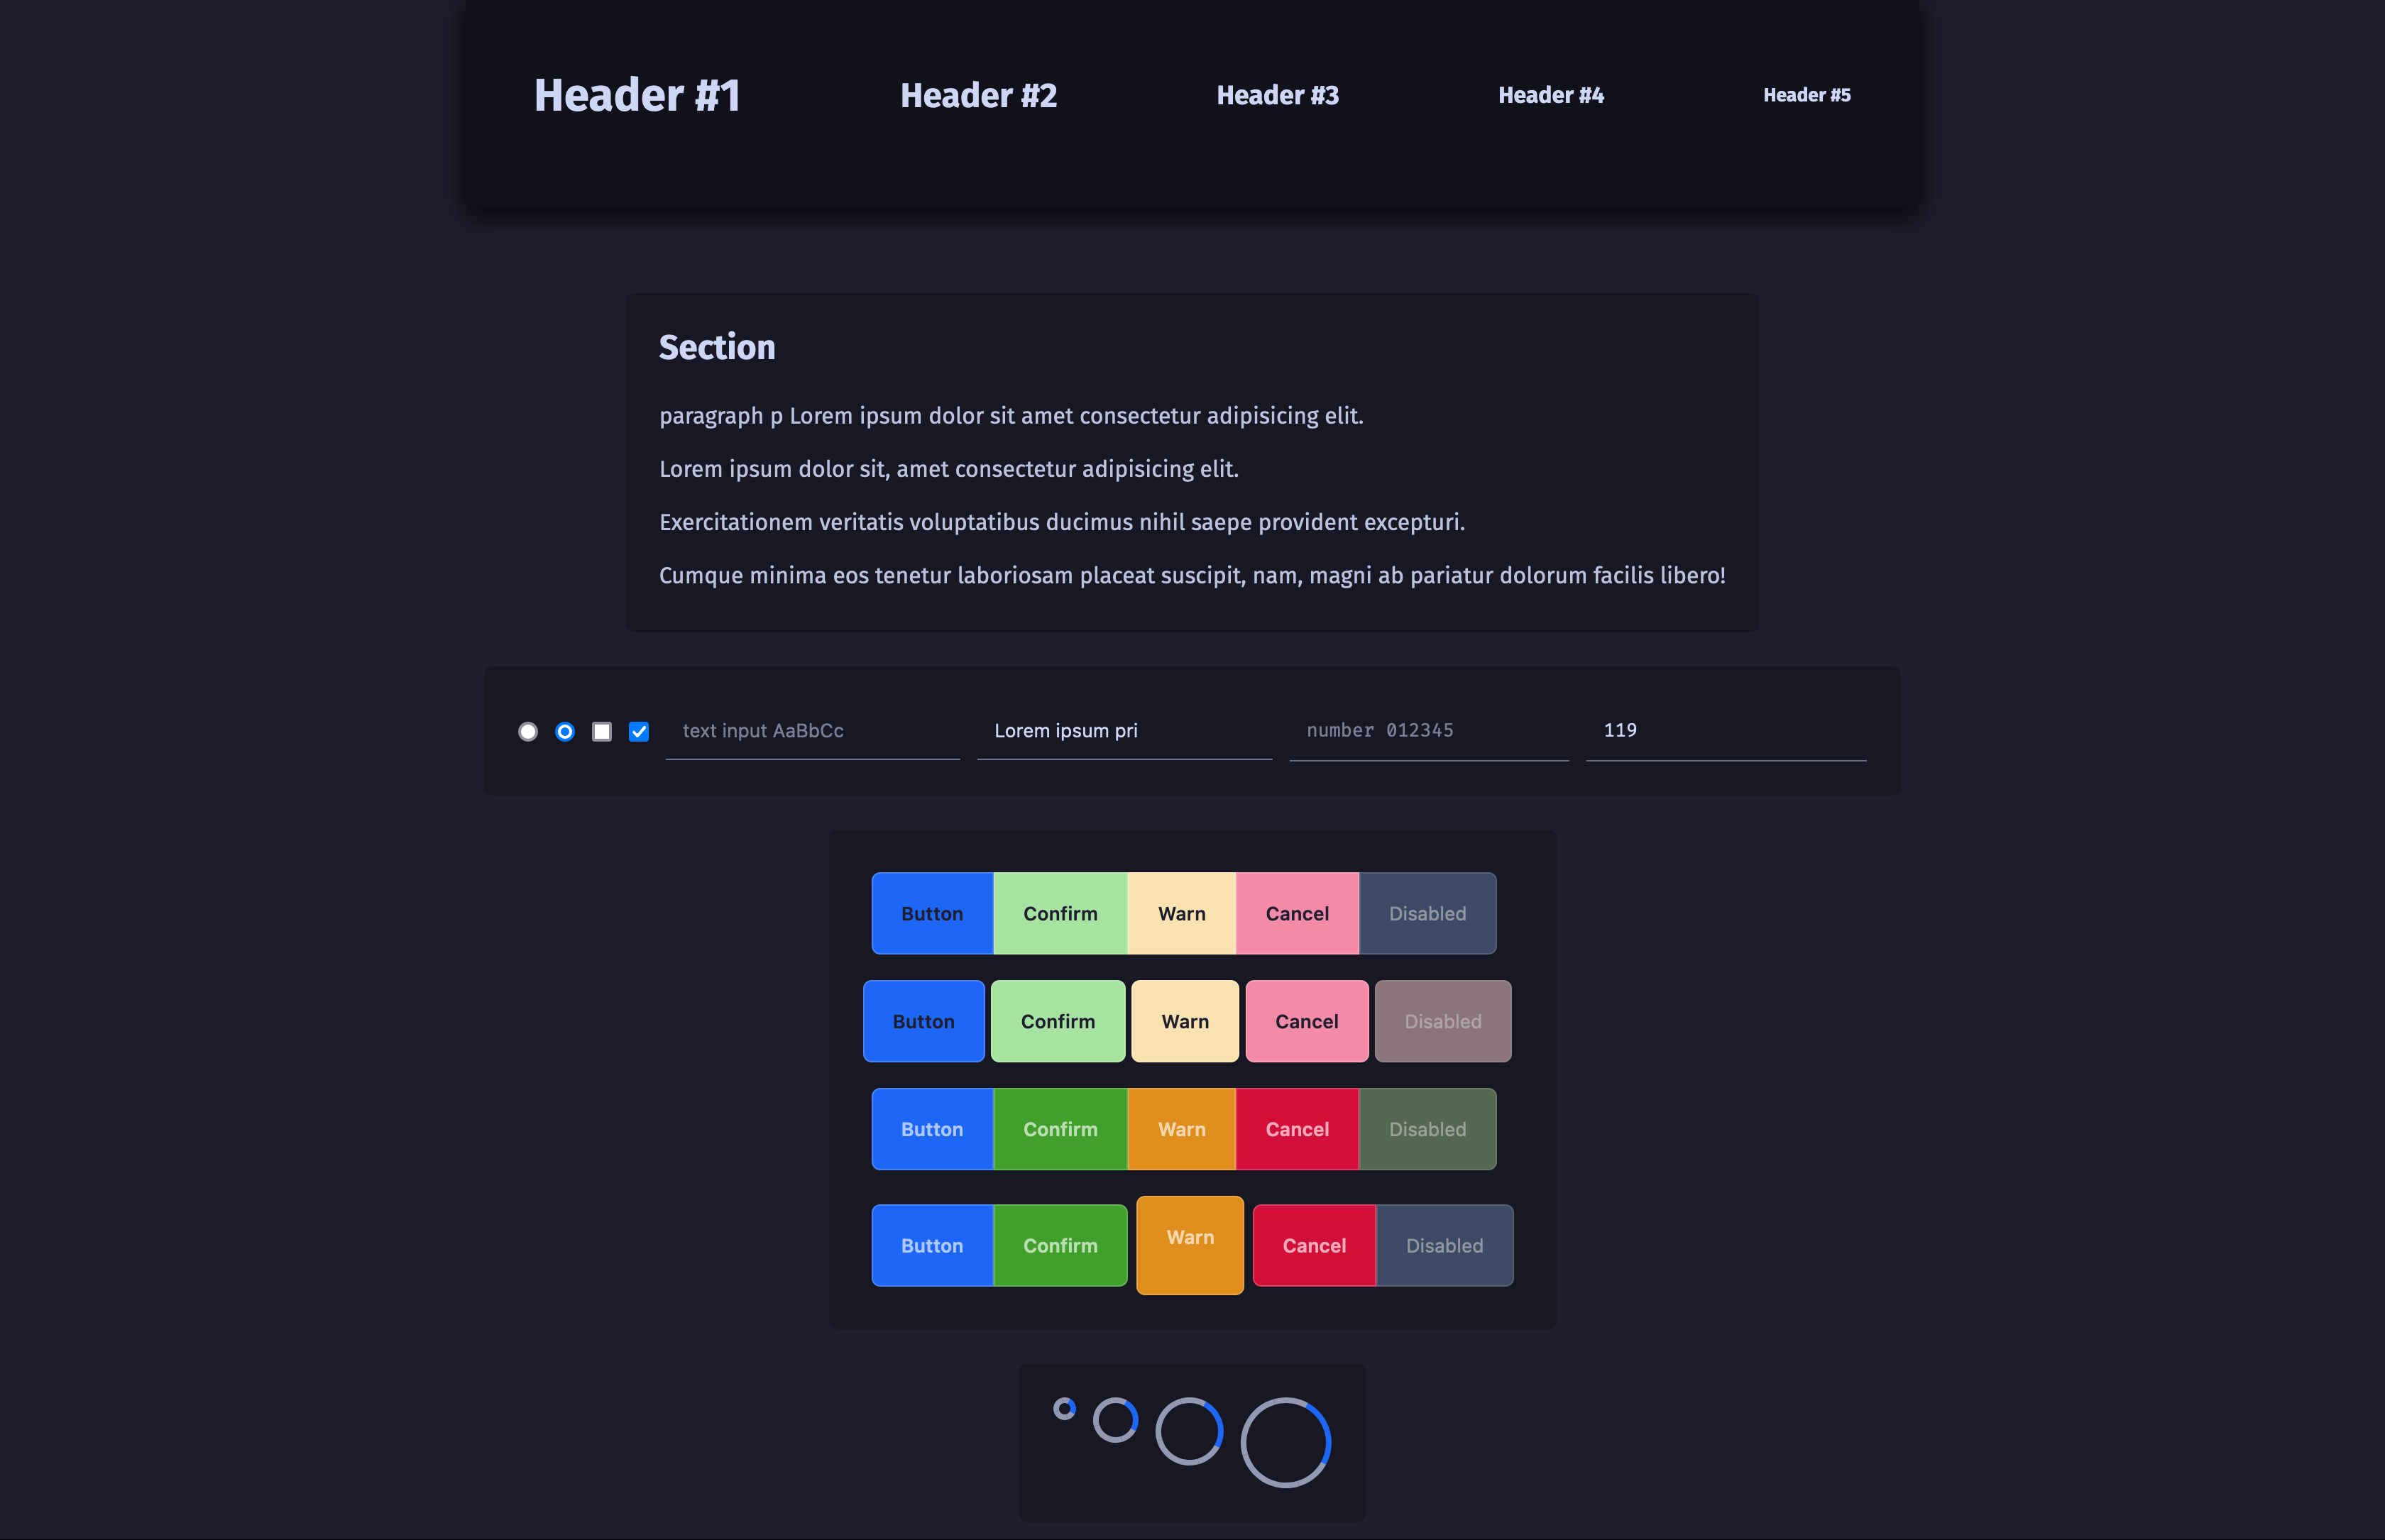 Header #1 Header #2 Header #3 Header #4 Header #5
Section
paragraph p Lorem ipsum dolor sit amet consectetur adipisicing elit.
Lorem ipsum dolor sit, amet consectetur adipisicing elit.
Exercitationem veritatis voluptatibus ducimus nihil saepe provident excepturi.
Cumque minima eos tenetur laboriosam placeat suscipit, nam, magni ab pariatur dolorum facilis libero!
text input AaBbCc Lorem ipsum pri number 012345 119
Button Confirm Warn Cancel Disabled
Button Confirm Warn Cancel Disabled
Button Confirm Warn Cancel Disabled
Button Confirm Warn Cancel Disabled